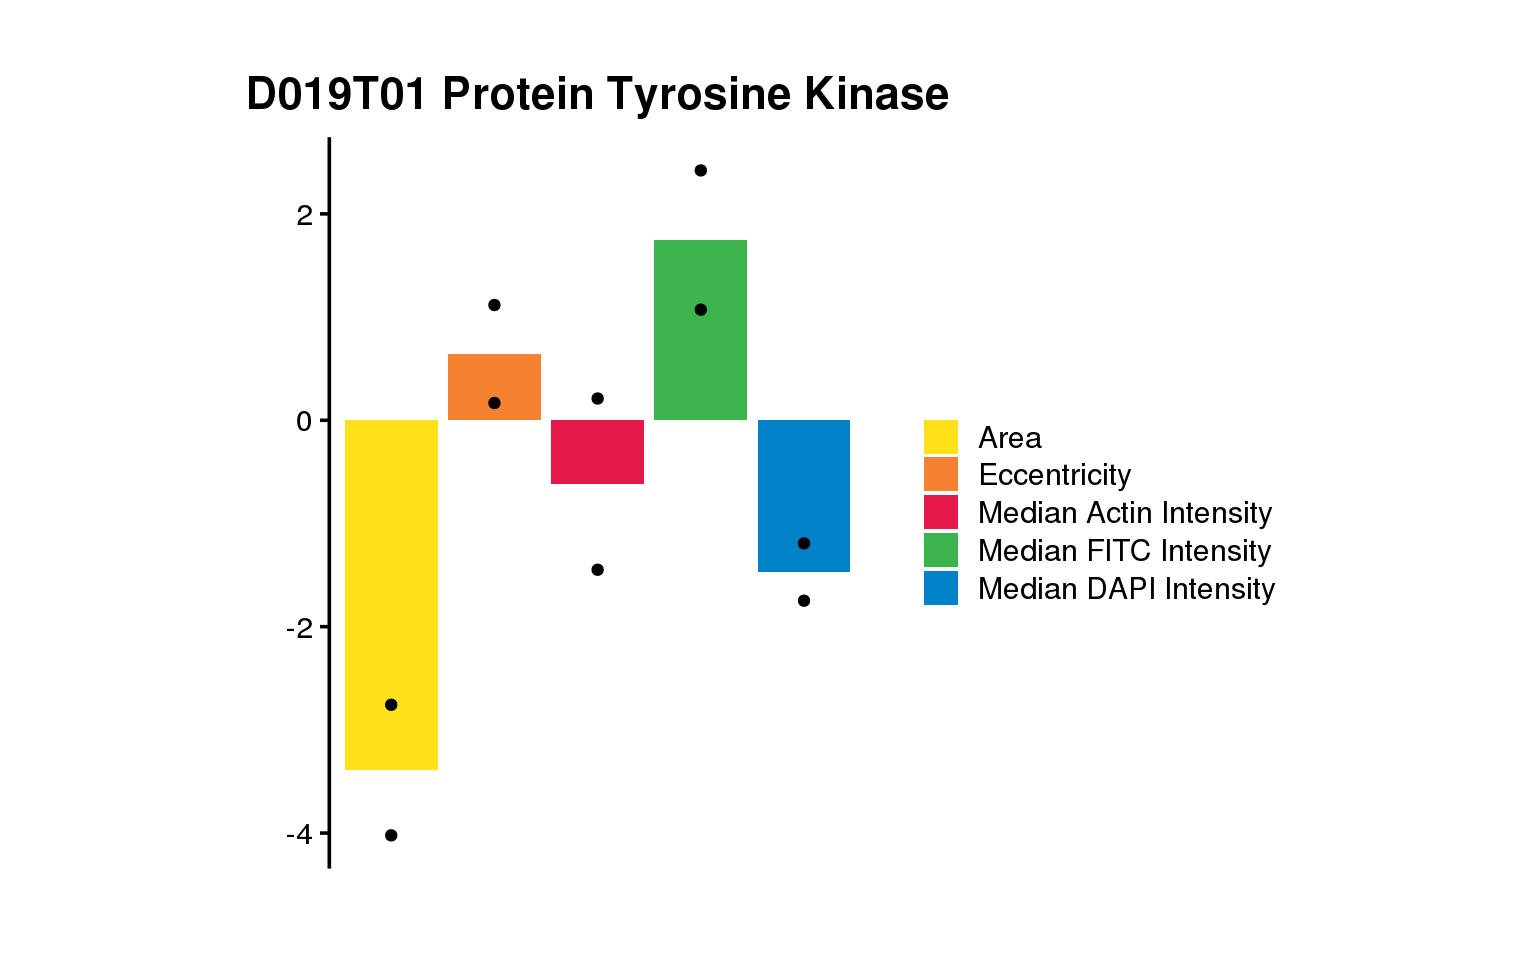 D019T01 Protein Tyrosine Kinase
2
0
-2
-4
Area
Eccentricity
Median Actin Intensity
Median FITC Intensity
Median DAPI Intensity